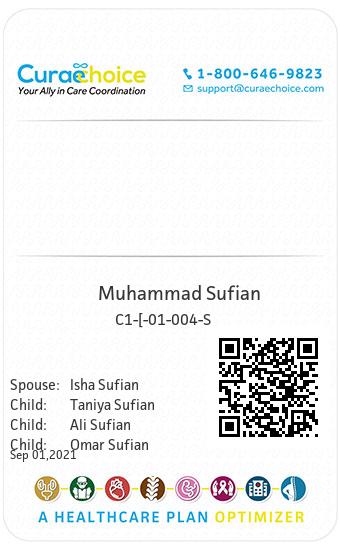 Curaechoice
Your Ally in Care Coordination
1-800-646-9823
support@curaechoice.com
Muhammad Sufian
C1-[-01-004-S
Spouse: Isha Sufian
Child: Taniya Sufian
Child: Ali Sufian
Child: Omar Sufian
Sep 01,2021
A HEALTHCARE PLAN OPTIMIZER